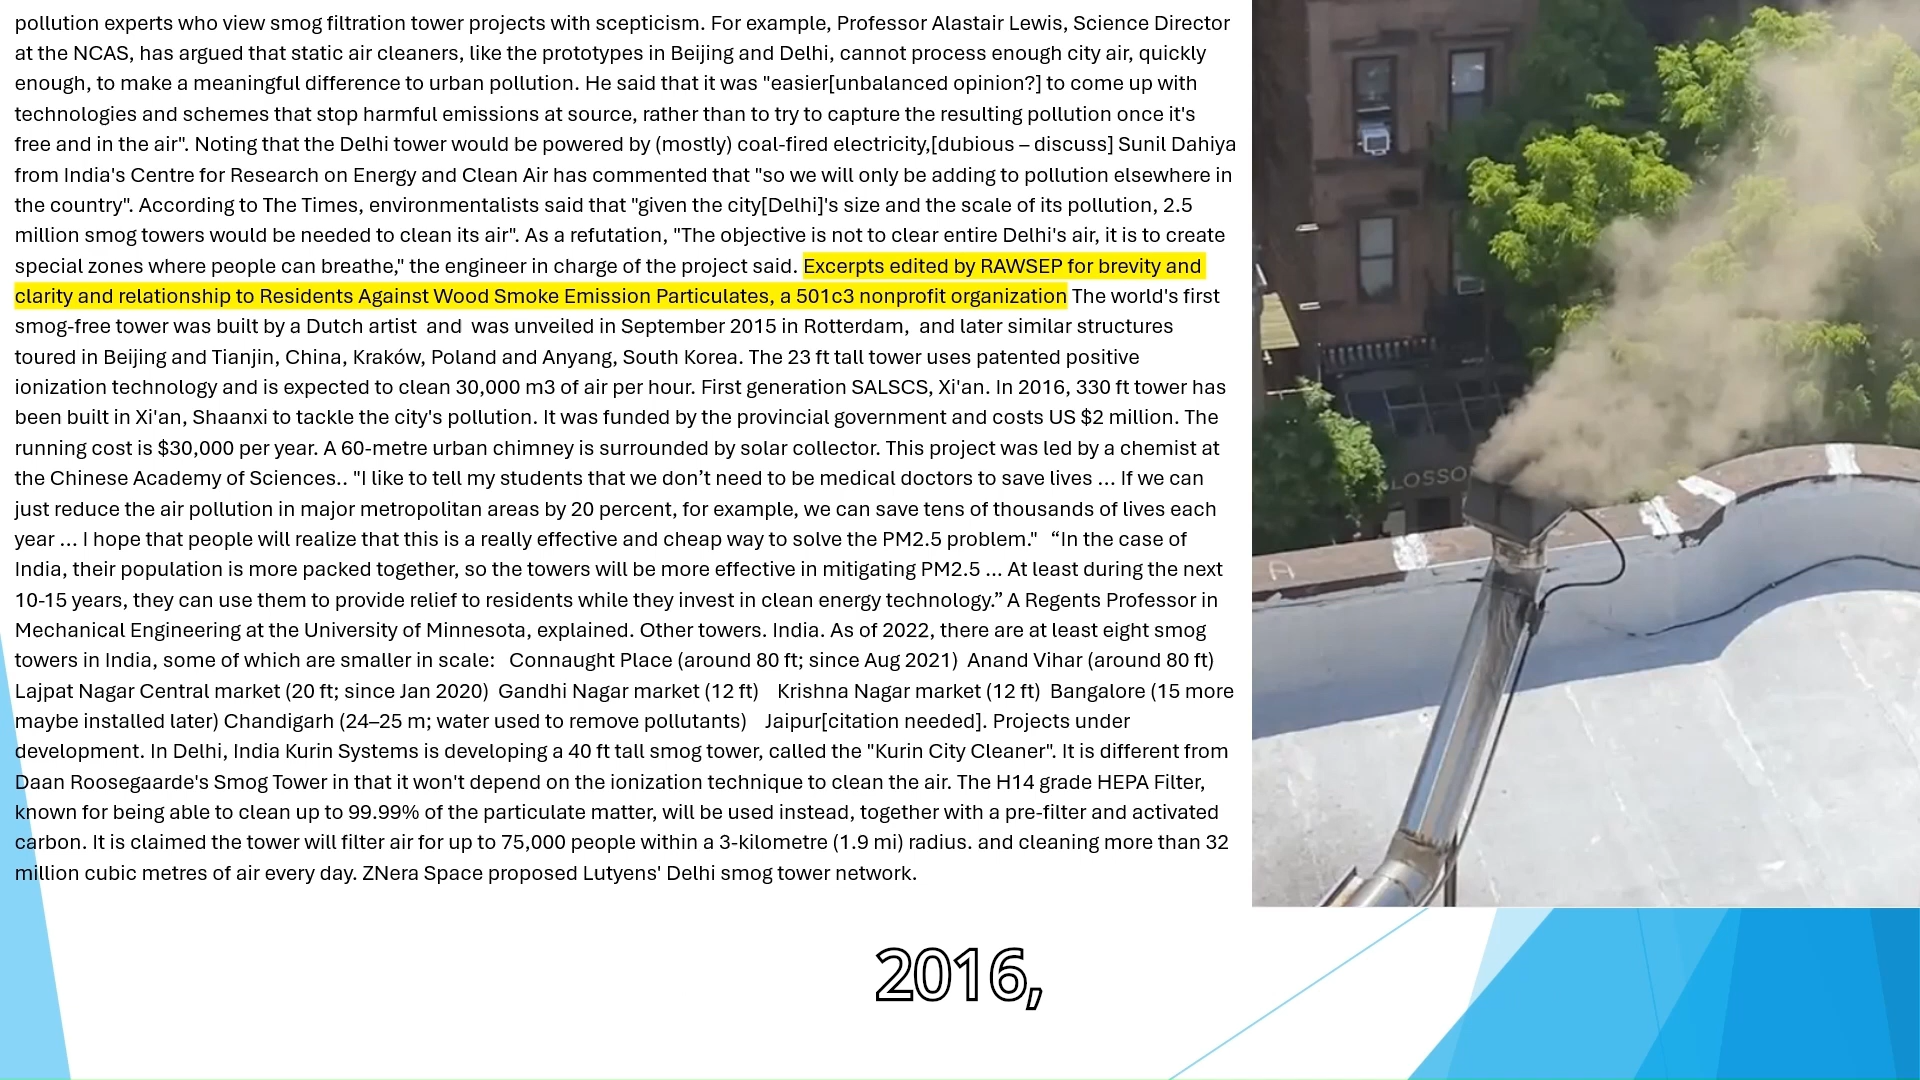 pollution experts who view smog filtration tower projects with scepticism. For example, Professor Alastair Lewis, Science Director
at the NCAS, has argued that static air cleaners, like the prototypes in Beijing and Delhi, cannot process enough city air, quickly
enough, to make a meaningful difference to urban pollution. He said that it was "easier[unbalanced opinion?] to come up with
technologies and schemes that stop harmful emissions at source, rather than to try to capture the resulting pollution once it's
free and in the air". Noting that the Delhi tower would be powered by (mostly) coal-fired electricity,[dubious – discuss] Sunil Dahiya
from India's Centre for Research on Energy and Clean Air has commented that "so we will only be adding to pollution elsewhere in
the country". According to The Times, environmentalists said that "given the city[Delhi]'s size and the scale of its pollution, 2.5
million smog towers would be needed to clean its air". As a refutation, "The objective is not to clear entire Delhi's air, it is to create
special zones where people can breathe," the engineer in charge of the project said. Excerpts edited by RAWSEP for brevity and
clarity and relationship to Residents Against Wood Smoke Emission Particulates, a 501c3 nonprofit organization The world's first
smog-free tower was built by a Dutch artist and was unveiled in September 2015 in Rotterdam, and later similar structures
toured in Beijing and Tianjin, China, Kraków, Poland and Anyang, South Korea. The 23 ft tall tower uses patented positive
ionization technology and is expected to clean 30,000 m3 of air per hour. First generation SALSCS, Xi'an. In 2016, 330 ft tower has
been built in Xi'an, Shaanxi to tackle the city's pollution. It was funded by the provincial government and costs US $2 million. The
running cost is $30,000 per year. A 60-metre urban chimney is surrounded by solar collector. This project was led by a chemist at
the Chinese Academy of Sciences.. "I like to tell my students that we don’t need to be medical doctors to save lives ... If we can
just reduce the air pollution in major metropolitan areas by 20 percent, for example, we can save tens of thousands of lives each
year ... I hope that people will realize that this is a really effective and cheap way to solve the PM2.5 problem." “In the case of
India, their population is more packed together, so the towers will be more effective in mitigating PM2.5 ... At least during the next
10-15 years, they can use them to provide relief to residents while they invest in clean energy technology.” A Regents Professor in
Mechanical Engineering at the University of Minnesota, explained. Other towers. India. As of 2022, there are at least eight smog
towers in India, some of which are smaller in scale: Connaught Place (around 80 ft; since Aug 2021) Anand Vihar (around 80 ft)
Lajpat Nagar Central market (20 ft; since Jan 2020) Gandhi Nagar market (12 ft) Krishna Nagar market (12 ft) Bangalore (15 more
maybe installed later) Chandigarh (24–25 m; water used to remove pollutants) Jaipur[citation needed]. Projects under
development. In Delhi, India Kurin Systems is developing a 40 ft tall smog tower, called the "Kurin City Cleaner". It is different from
Daan Roosegaarde's Smog Tower in that it won't depend on the ionization technique to clean the air. The H14 grade HEPA Filter,
known for being able to clean up to 99.99% of the particulate matter, will be used instead, together with a pre-filter and activated
carbon. It is claimed the tower will filter air for up to 75,000 people within a 3-kilometre (1.9 mi) radius. and cleaning more than 32
million cubic metres of air every day. ZNera Space proposed Lutyens' Delhi smog tower network.
LOSSO
2016,